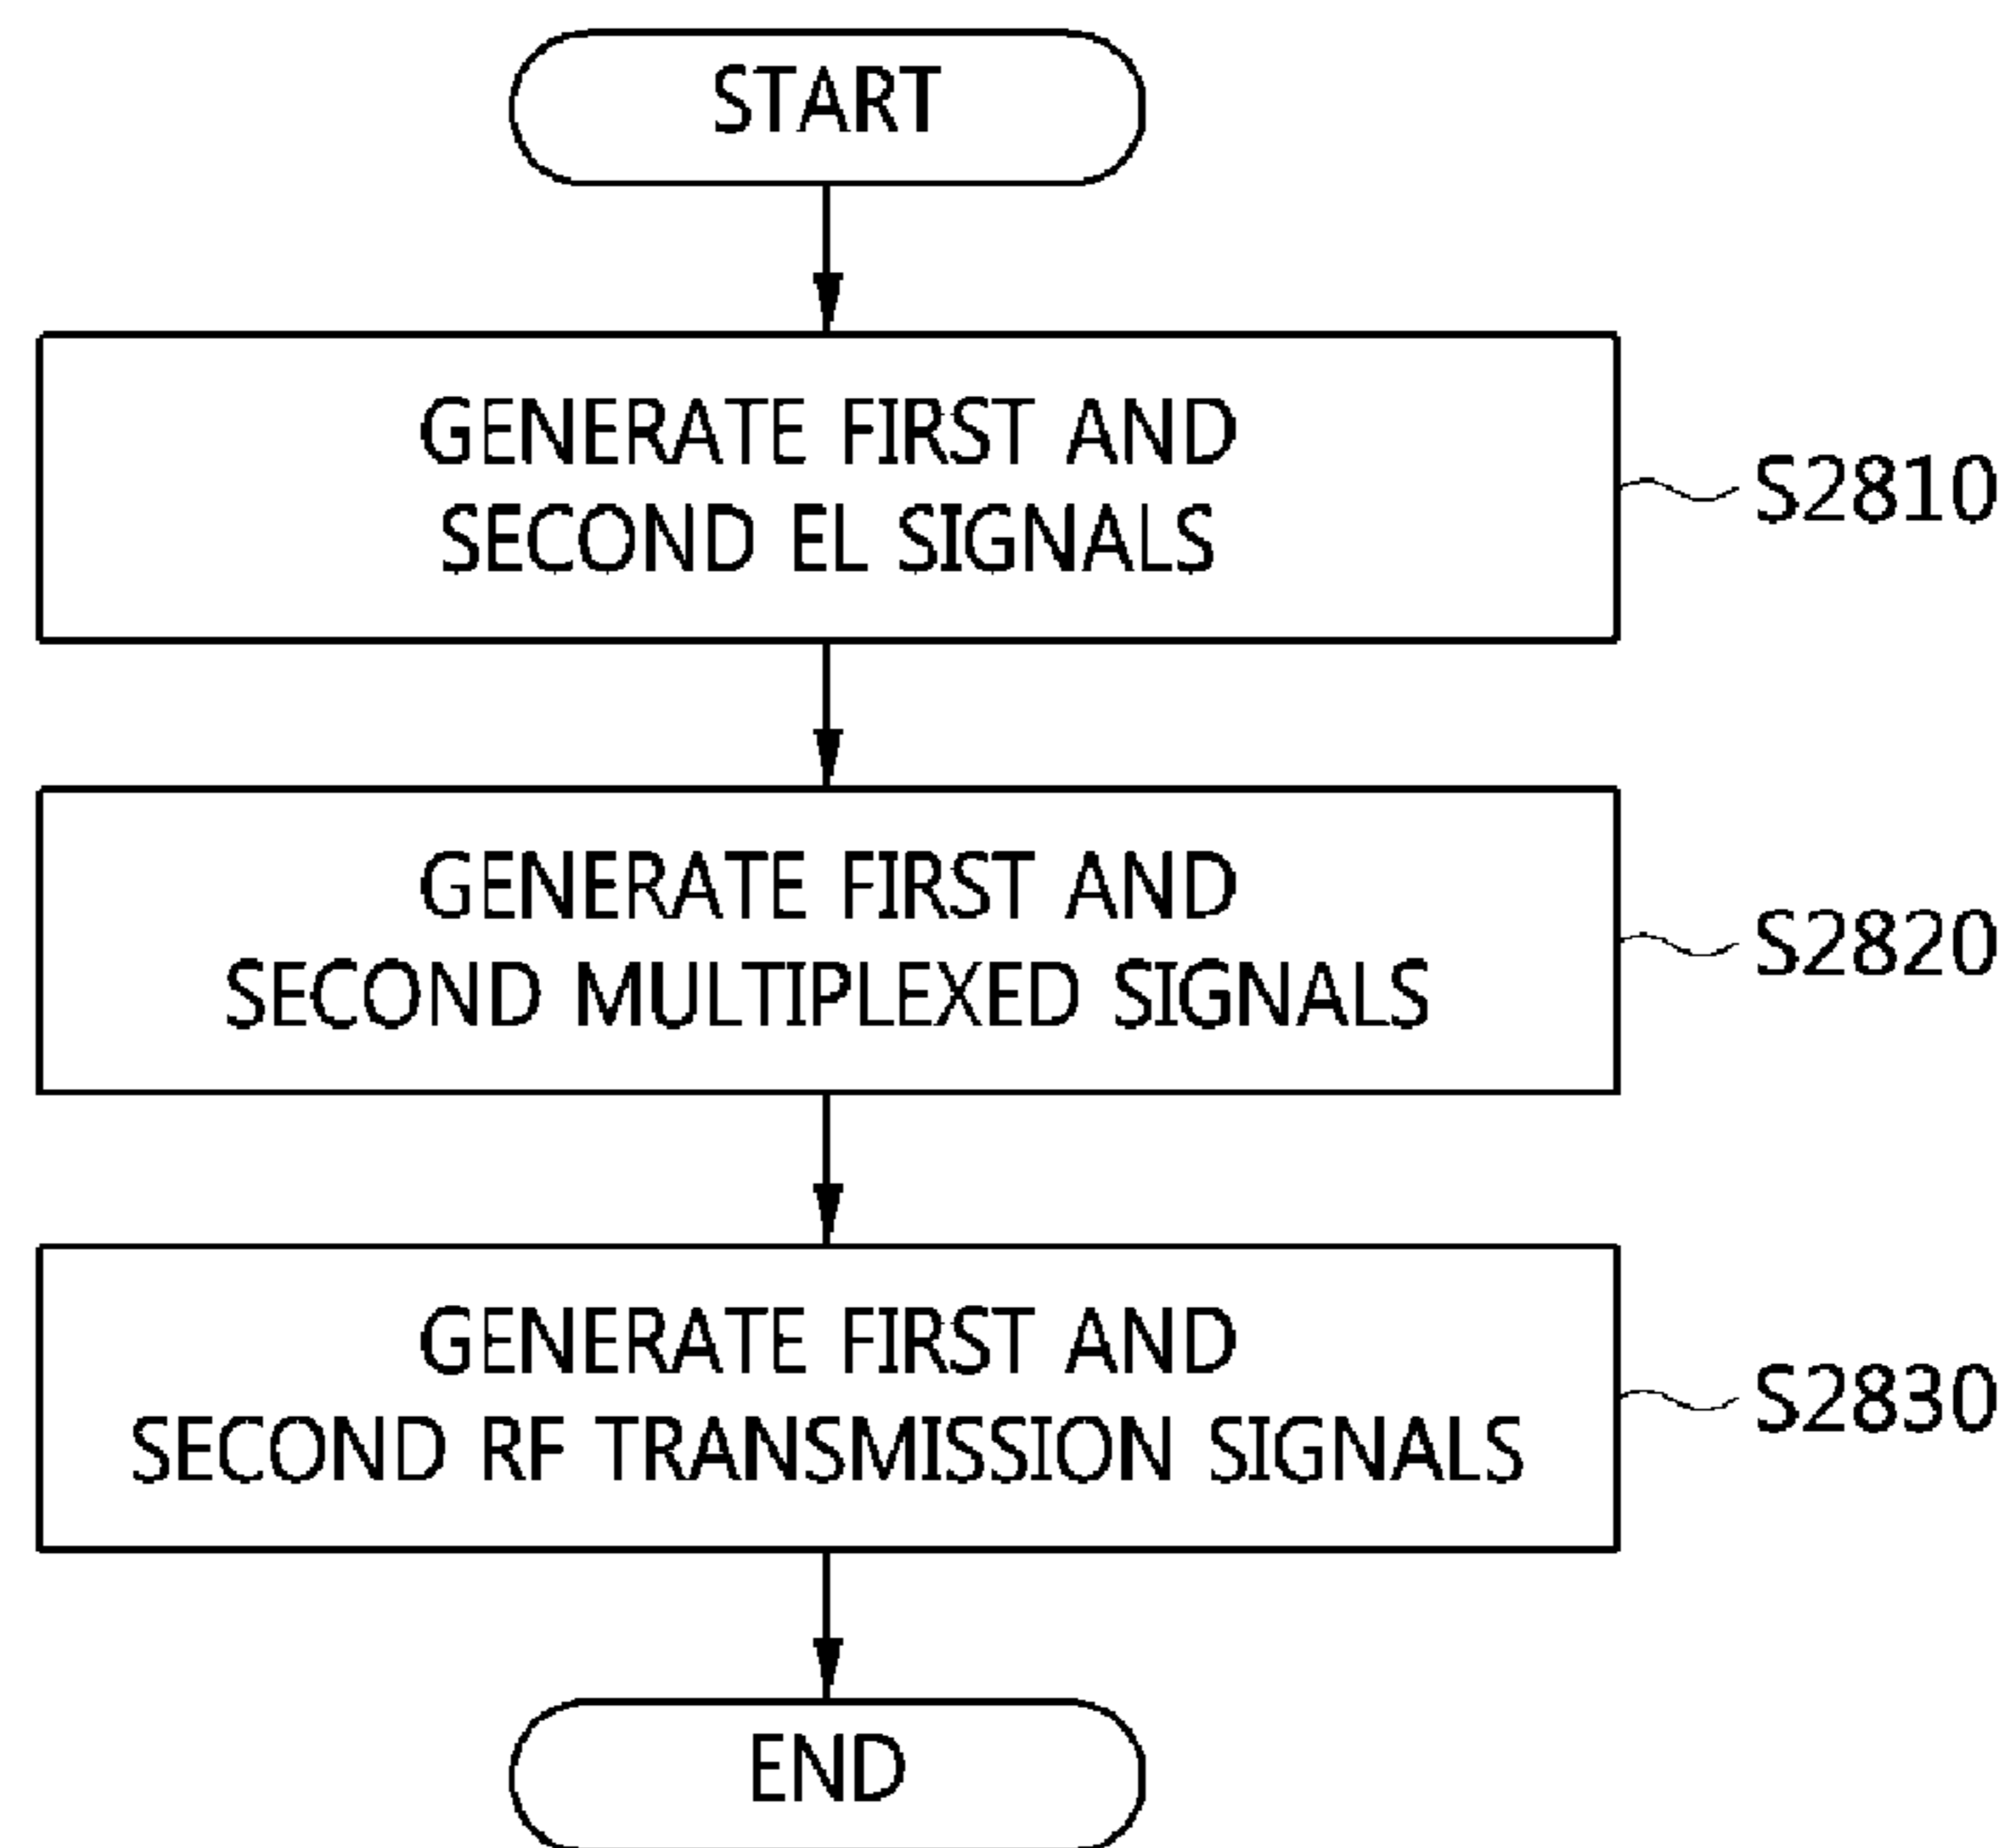 START
GENERATE FIRST AND
SECOND EL SIGNALS
S2810
GENERATE FIRST AND
SECOND MULTIPLEXED SIGNALS
S2820
GENERATE FIRST AND
SECOND RF TRANSMISSION SIGNALS
S2830
END